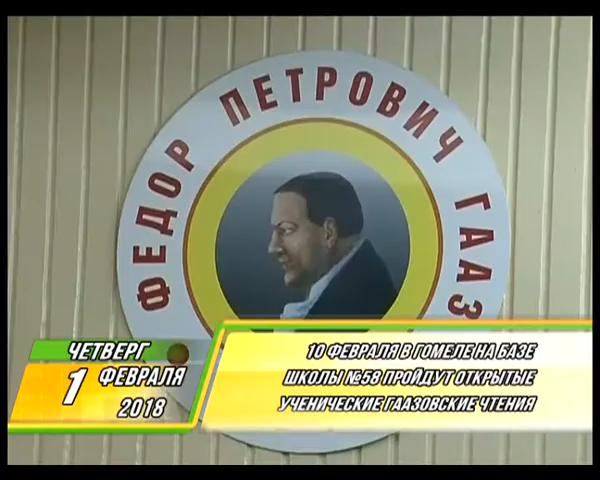 ФЕДОР ПЕТРОВИЧ ГААЗ
ЧЕТВЕРГ
1 ФЕВРАЛЯ
2018
10 ФЕВРАЛЯ В ГОМЕЛЕ НА БАЗЕ
ШКОЛЫ №58 ПРОЙДУТ ОТКРЫТЫЕ
УЧЕНИЧЕСКИЕ ГААЗОВСКИЕ ЧТЕНИЯ